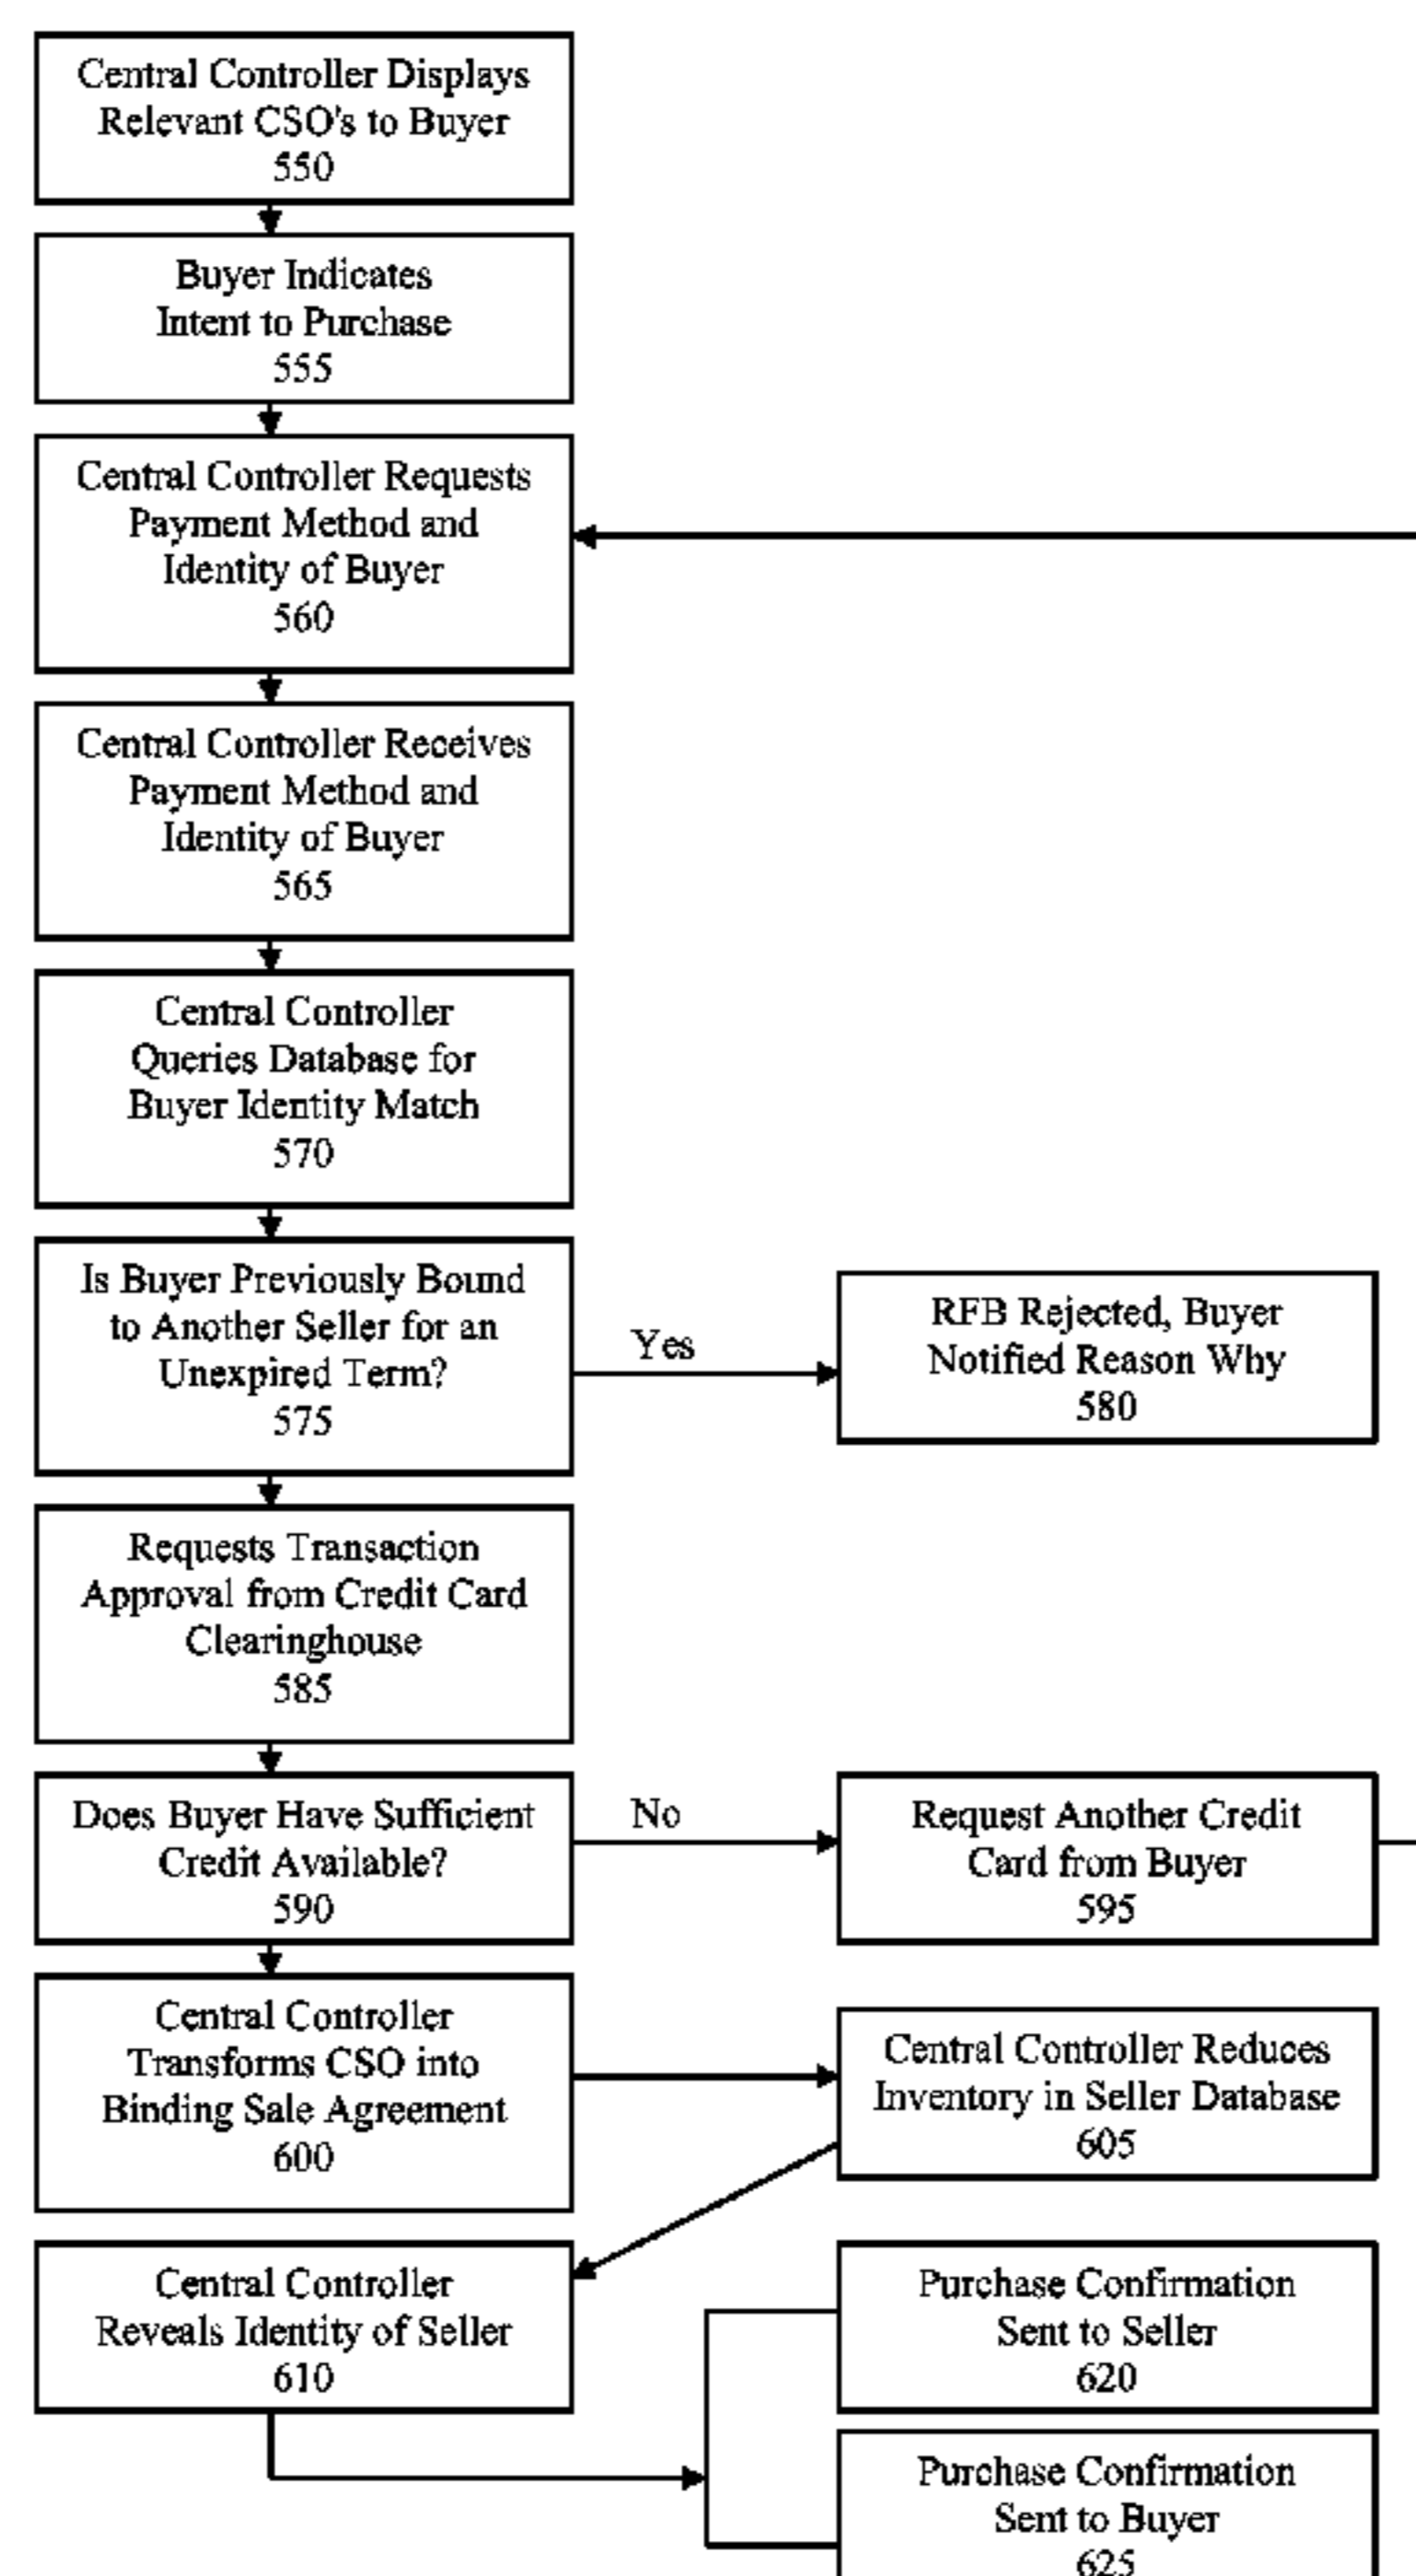 Central Controller Displays
Relevant CSO's to Buyer
550
Buyer Indicates
Intent to Purchase
555
Central Controller Requests
Payment Method and
Identity of Buyer
560
Central Controller Receives
Payment Method and
Identity of Buyer
565
Central Controller
Queries Database for
Buyer Identity Match
570
Is Buyer Previously Bound
to Another Seller for an
Unexpired Term?
575
Yes
RFB Rejected, Buyer
Notified Reason Why
580
Requests Transaction
Approval from Credit Card
Clearinghouse
585
Does Buyer Have Sufficient
Credit Available?
590
No
Request Another Credit
Card from Buyer
595
Central Controller
Transforms CSO into
Binding Sale Agreement
600
Central Controller Reduces
Inventory in Seller Database
605
Central Controller
Reveals Identity of Seller
610
Purchase Confirmation
Sent to Seller
620
Purchase Confirmation
Sent to Buyer
625